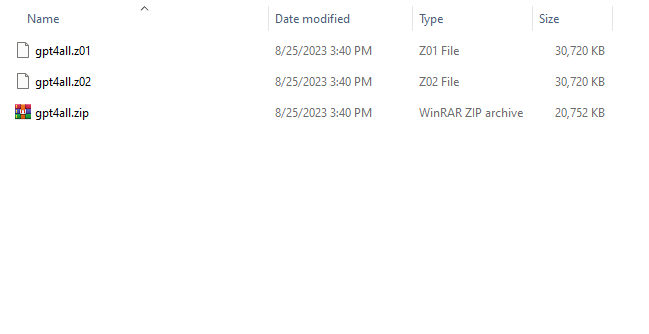 Name Date modified Type Size
gpt4all.z01 8/25/2023 3:40 PM Z01 File 30,720 KB
gpt4all.z02 8/25/2023 3:40 PM Z02 File 30,720 KB
gpt4all.zip 8/25/2023 3:40 PM WinRAR ZIP archive 20,752 KB